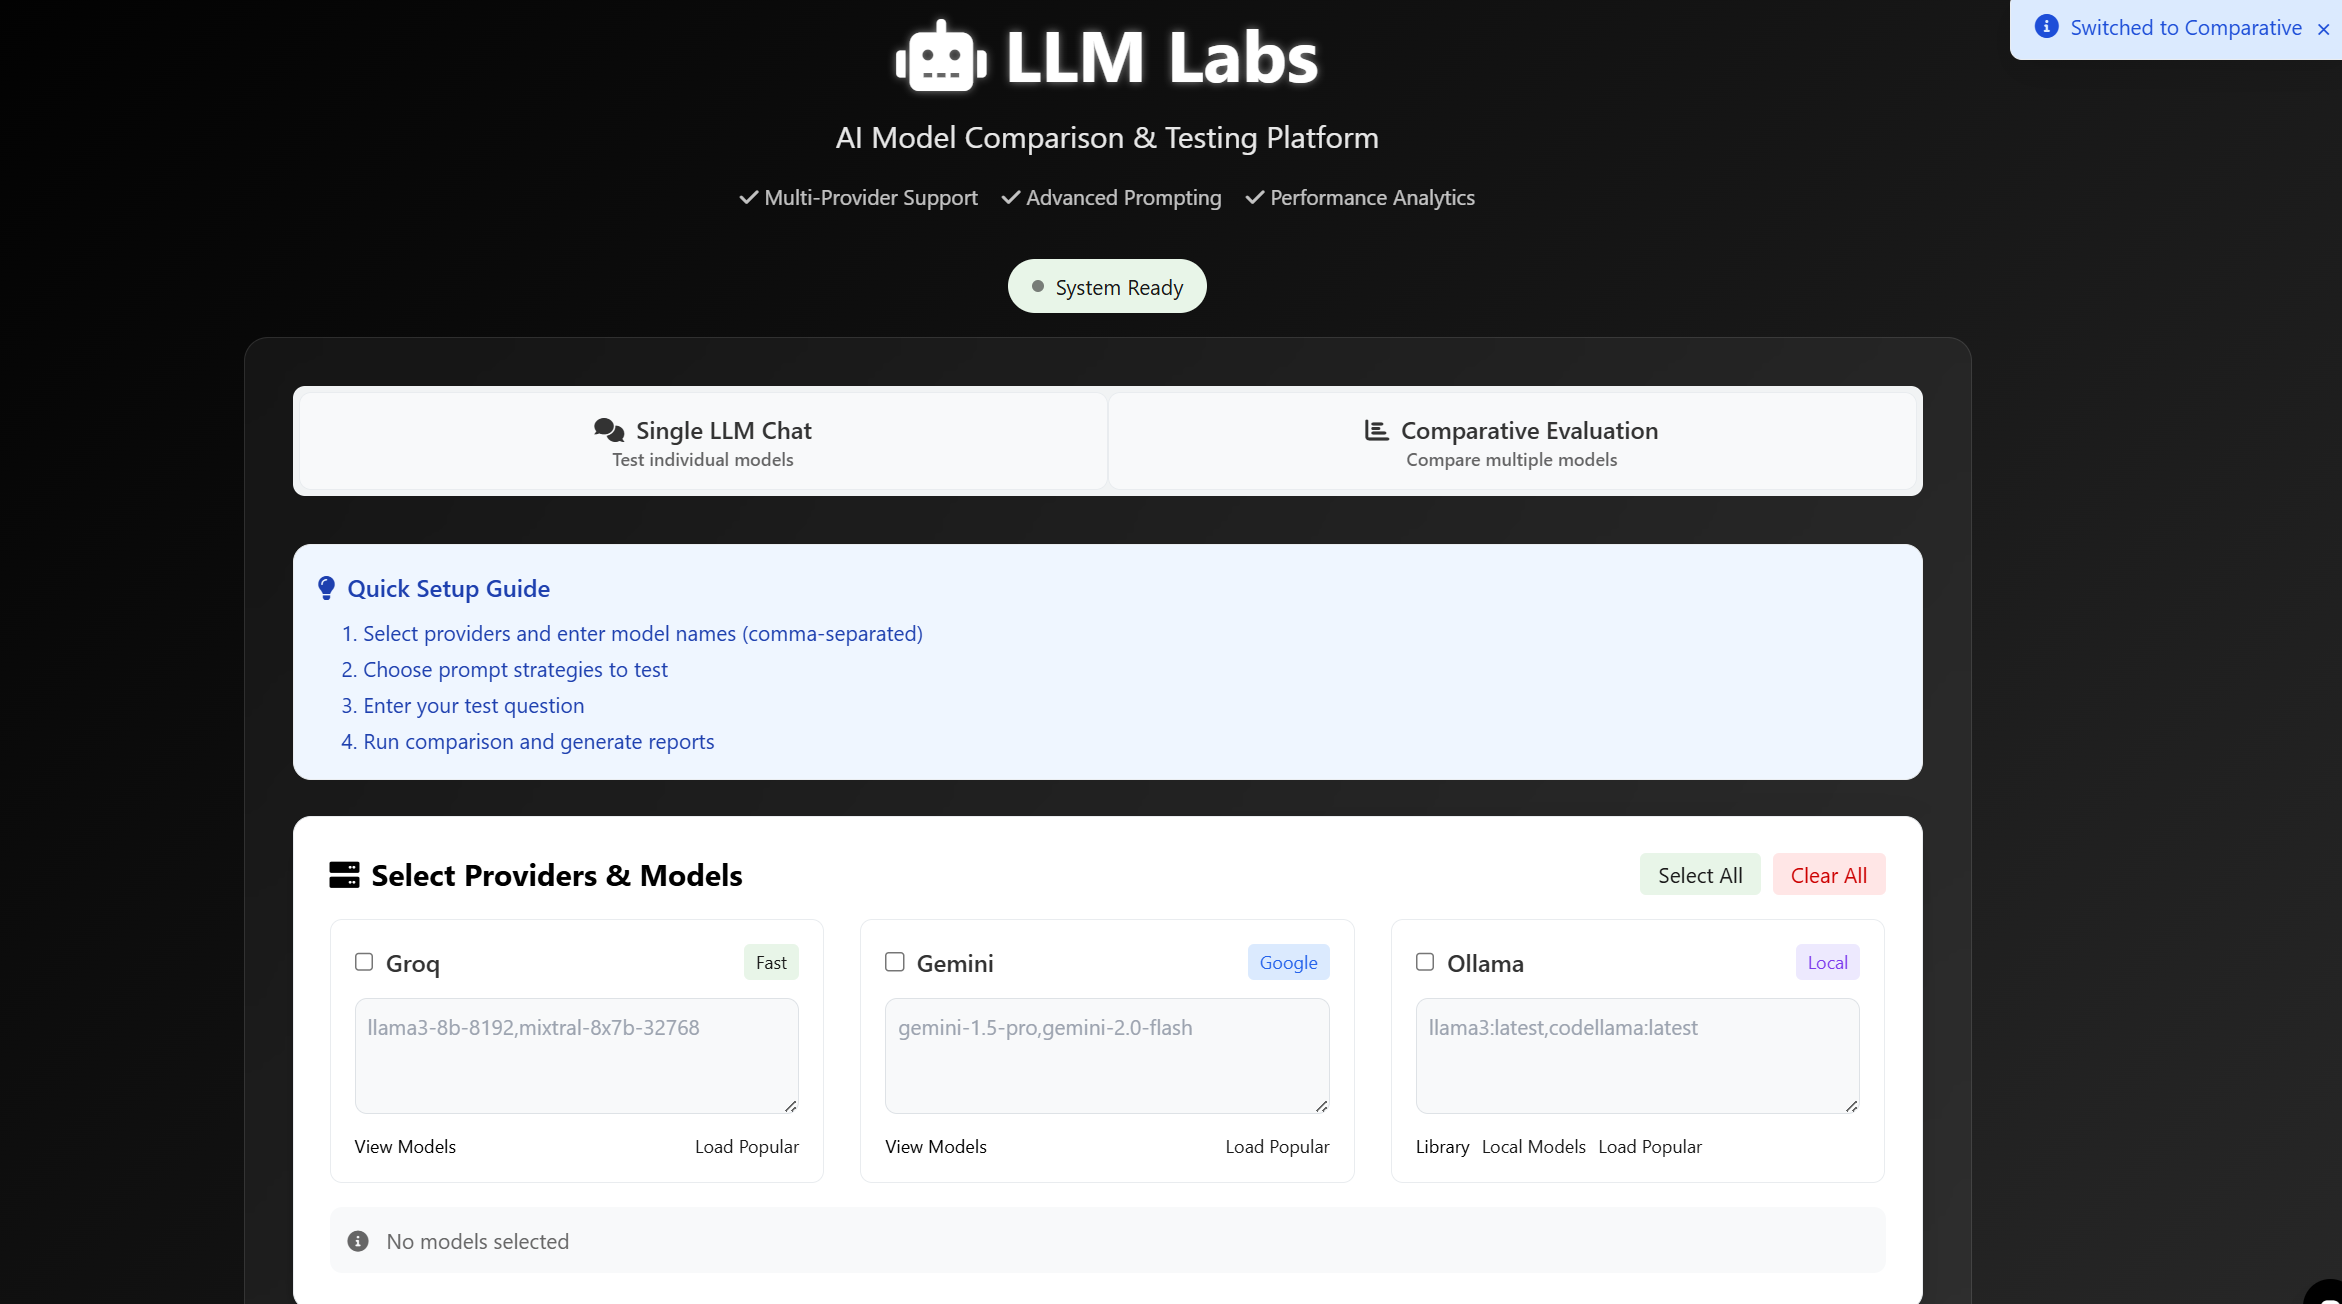 LLM Labs
Switched to Comparative ×
AI Model Comparison & Testing Platform
Multi-Provider Support Advanced Prompting Performance Analytics
System Ready
Single LLM Chat
Test individual models
Comparative Evaluation
Compare multiple models
Quick Setup Guide
1. Select providers and enter model names (comma-separated)
2. Choose prompt strategies to test
3. Enter your test question
4. Run comparison and generate reports
Select Providers & Models
Select All Clear All
Groq Fast
llama3-8b-8192,mixtral-8x7b-32768
View Models Load Popular
Gemini Google
gemini-1.5-pro,gemini-2.0-flash
View Models Load Popular
Ollama Local
llama3:latest,codellama:latest
Library Local Models Load Popular
No models selected